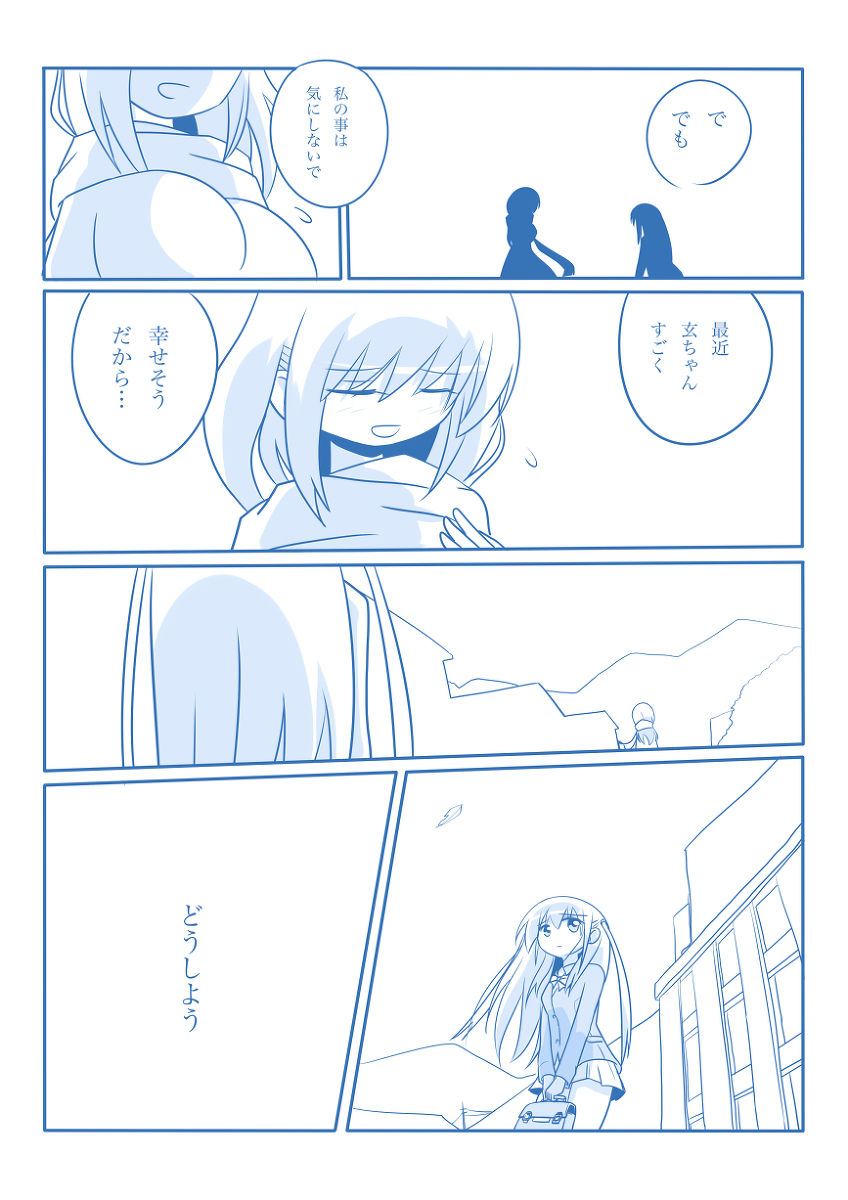 で
でも
私の事は
気にしないで
最近
玄ちゃん
すごく
幸せそう
だから…
どうしよう